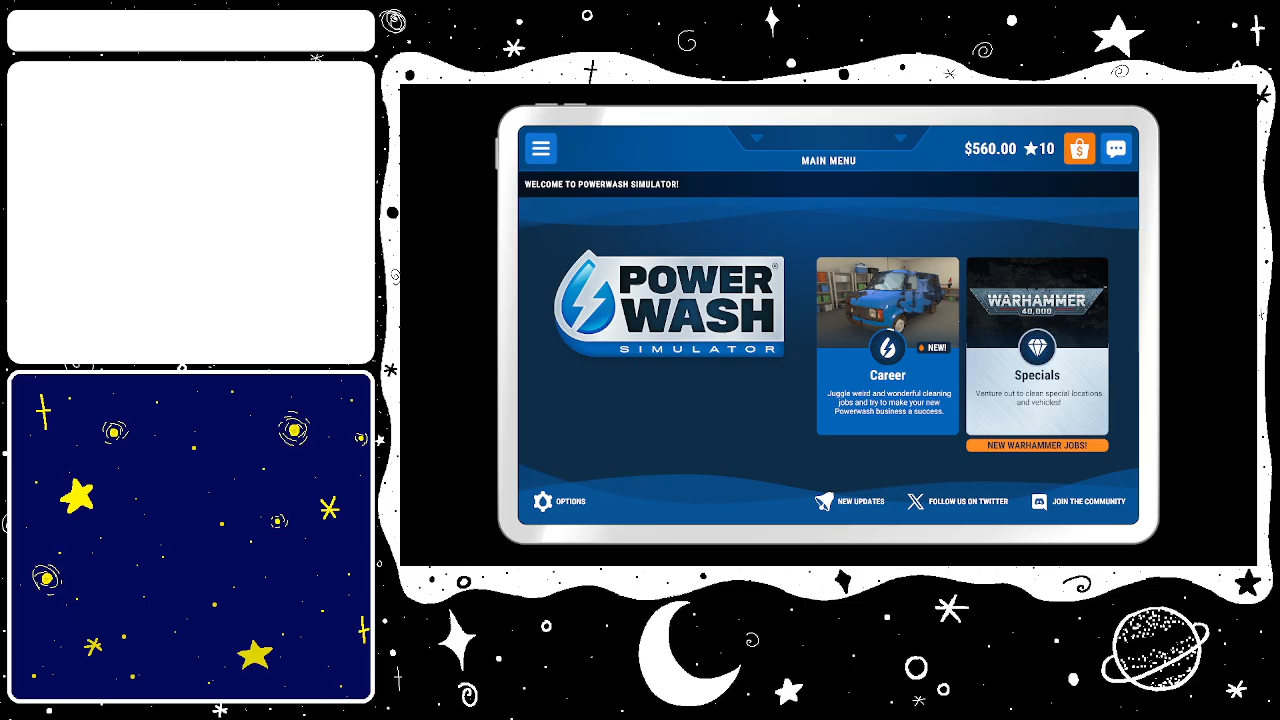 $560.00 ★10
MAIN MENU
WELCOME TO POWERWASH SIMULATOR!
POWER
WASH
SIMULATOR
®
WARHAMMER
40,000
™
NEW!
Career
Juggle weird and wonderful cleaning
jobs and try to make your new
Powerwash business a success.
Specials
Venture out to clean special locations
and vehicles!
NEW WARHAMMER JOBS!
OPTIONS
NEW UPDATES
FOLLOW US ON TWITTER
JOIN THE COMMUNITY